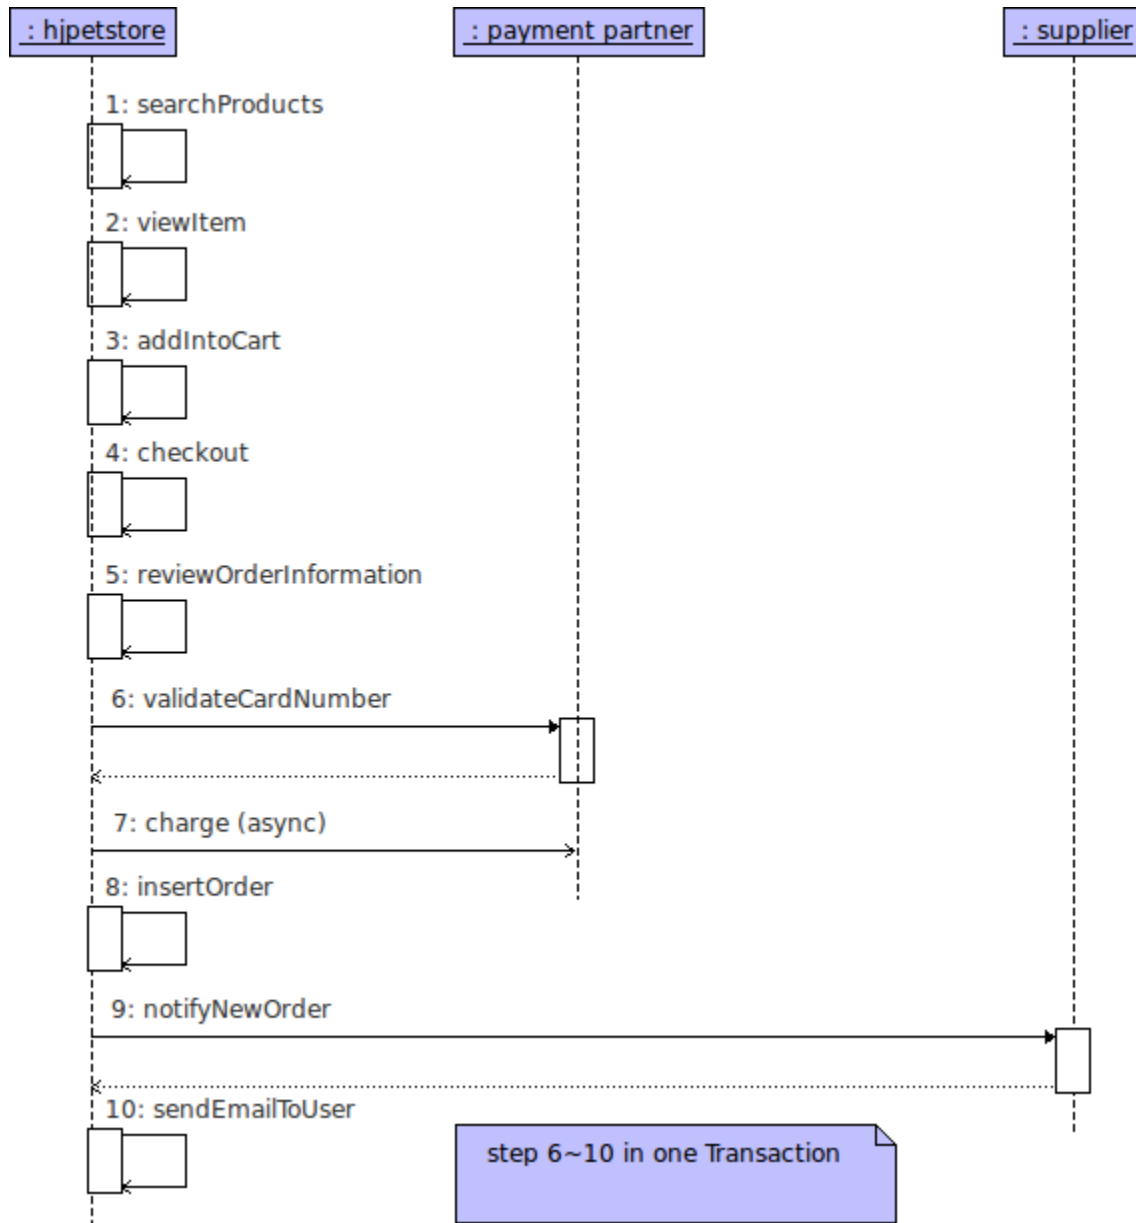 : hjpetstore
: payment partner
: supplier
1: searchProducts
2: viewItem
3: addIntoCart
4: checkout
5: reviewOrderInformation
6: validateCardNumber
7: charge (async)
8: insertOrder
9: notifyNewOrder
10: sendEmailToUser
step 6~10 in one Transaction